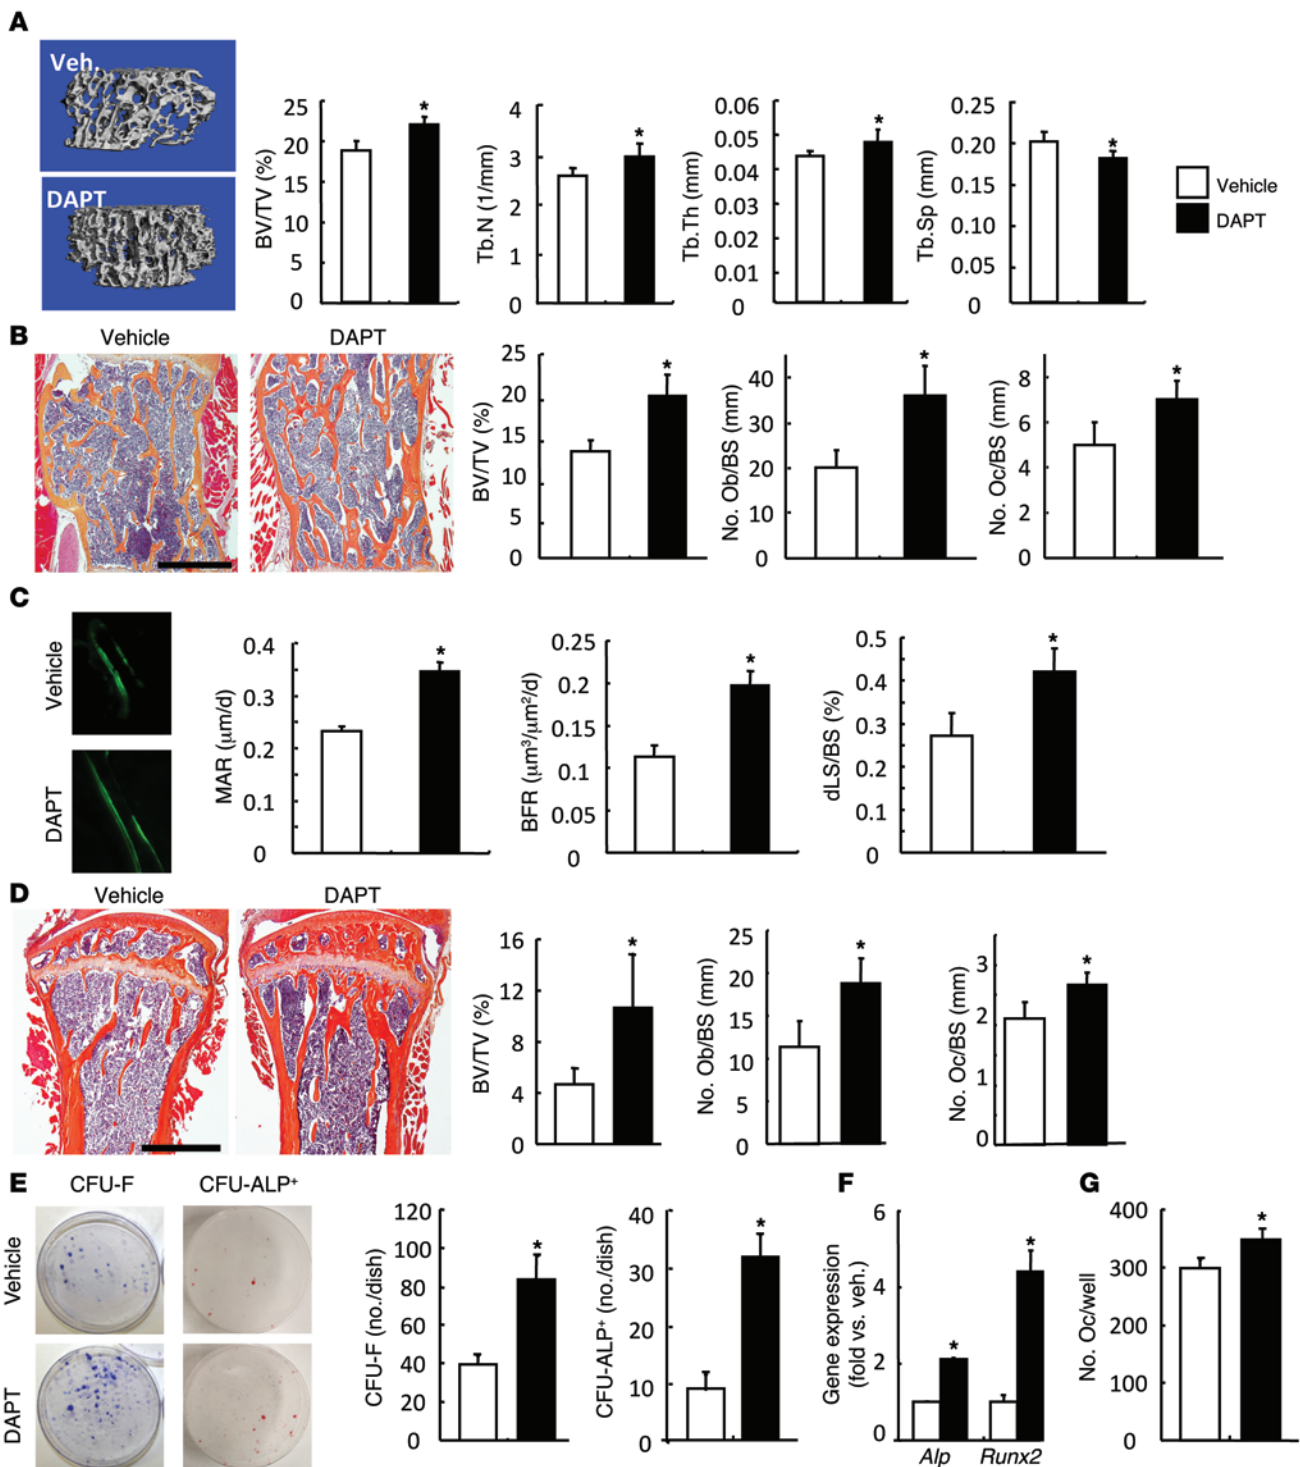 A
Veh.
DAPT
BV/TV (%)
25
20
15
10
5
0
Tb.N (1/mm)
4
3
2
1
0
Tb.Th (mm)
0.06
0.05
0.04
0.03
0.02
0.01
0
Tb.Sp (mm)
0.25
0.20
0.15
0.10
0.05
0
*
*
*
*
Vehicle
DAPT
B
Vehicle
DAPT
BV/TV (%)
25
20
15
10
5
0
No. Ob/BS (mm)
40
30
20
10
0
No. Oc/BS (mm)
8
6
4
2
0
*
*
*
C
Vehicle
DAPT
MAR (μm/d)
0.4
0.3
0.2
0.1
0
BFR (μm³/μm²/d)
0.25
0.2
0.15
0.1
0.05
0
dLS/BS (%)
0.5
0.4
0.3
0.2
0.1
0
*
*
*
D
Vehicle
DAPT
BV/TV (%)
16
12
8
4
0
No. Ob/BS (mm)
25
20
15
10
5
0
No. Oc/BS (mm)
3
2
1
0
*
*
*
E
CFU-F
CFU-ALP⁺
Vehicle
DAPT
CFU-F (no./dish)
120
100
80
60
40
20
0
CFU-ALP⁺ (no./dish)
40
30
20
10
0
*
*
F
Gene expression
(fold vs. veh.)
6
4
2
0
*
*
Alp
Runx2
G
No. Oc/well
400
300
200
100
0
*